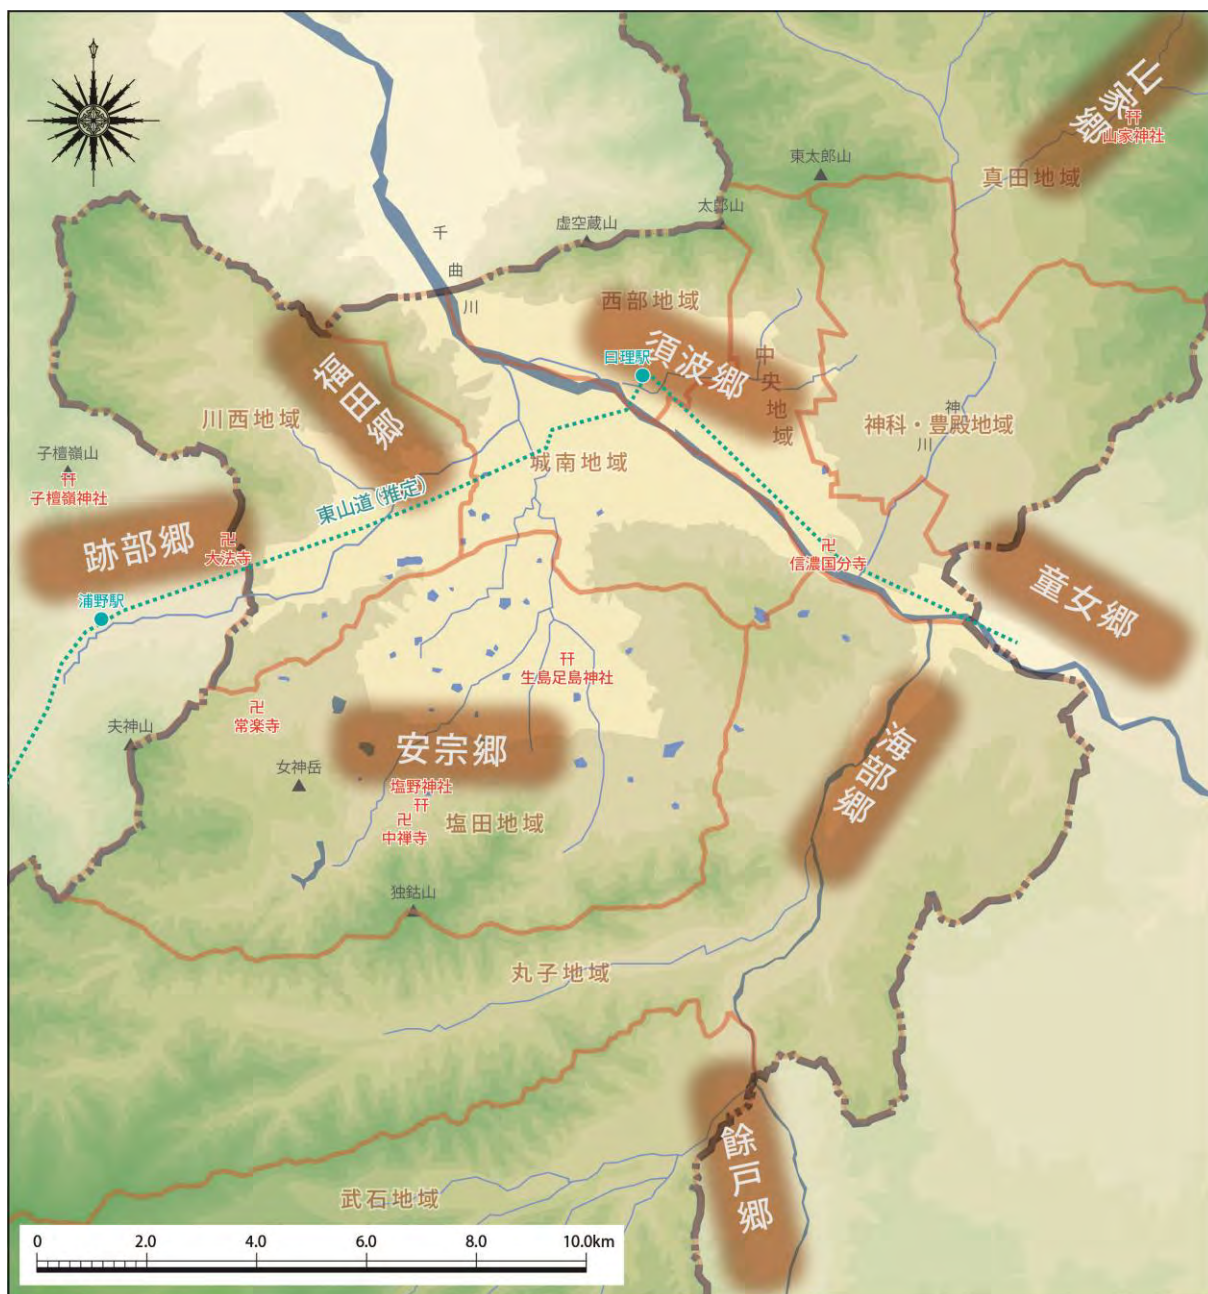 山家郷
山家神社
真田地域
東太郎山
太郎山
虚空蔵山
千曲川
西部地域
須波郷
曰理駅
中央地域
神科・豊殿地域
神川
福田郷
川西地域
子檀嶺山
子檀嶺神社
城南地域
東山道(推定)
跡部郷
大法寺
浦野駅
信濃国分寺
童女郷
生島足島神社
常楽寺
安宗郷
海部郷
夫神山
女神岳
塩野神社
中禅寺
塩田地域
独鈷山
丸子地域
餘戸郷
武石地域
0 2.0 4.0 6.0 8.0 10.0km